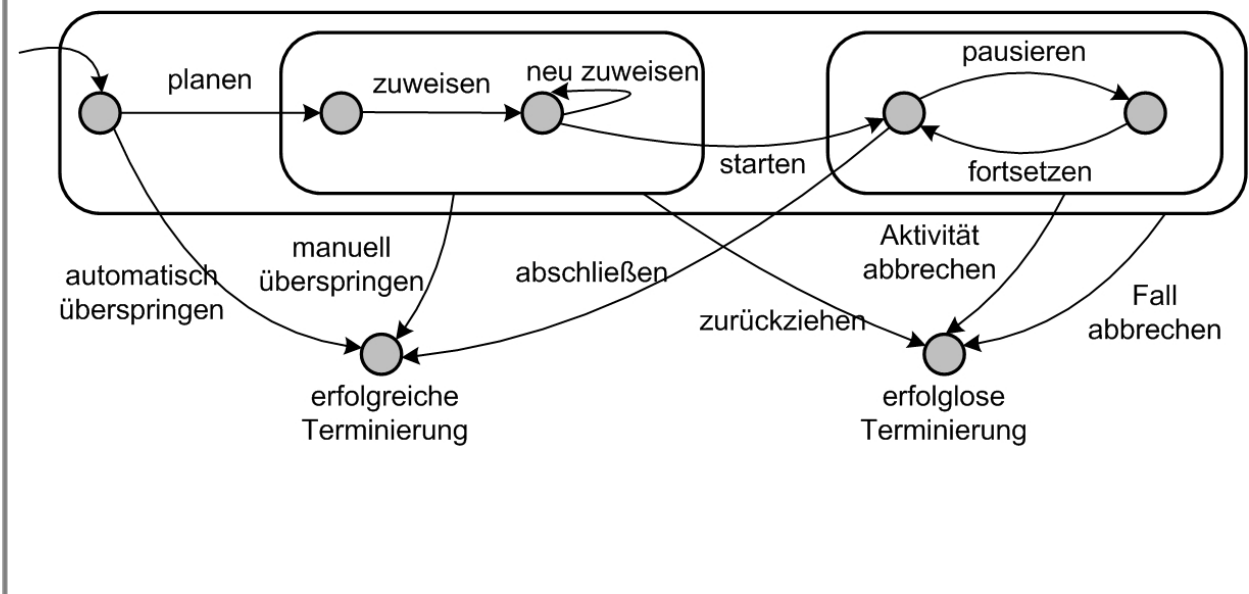 planen
zuweisen
neu zuweisen
pausieren
starten
fortsetzen
automatisch
überspringen
manuell
überspringen
abschließen
zurückziehen
Aktivität
abbrechen
Fall
abbrechen
erfolgreiche
Terminierung
erfolglose
Terminierung